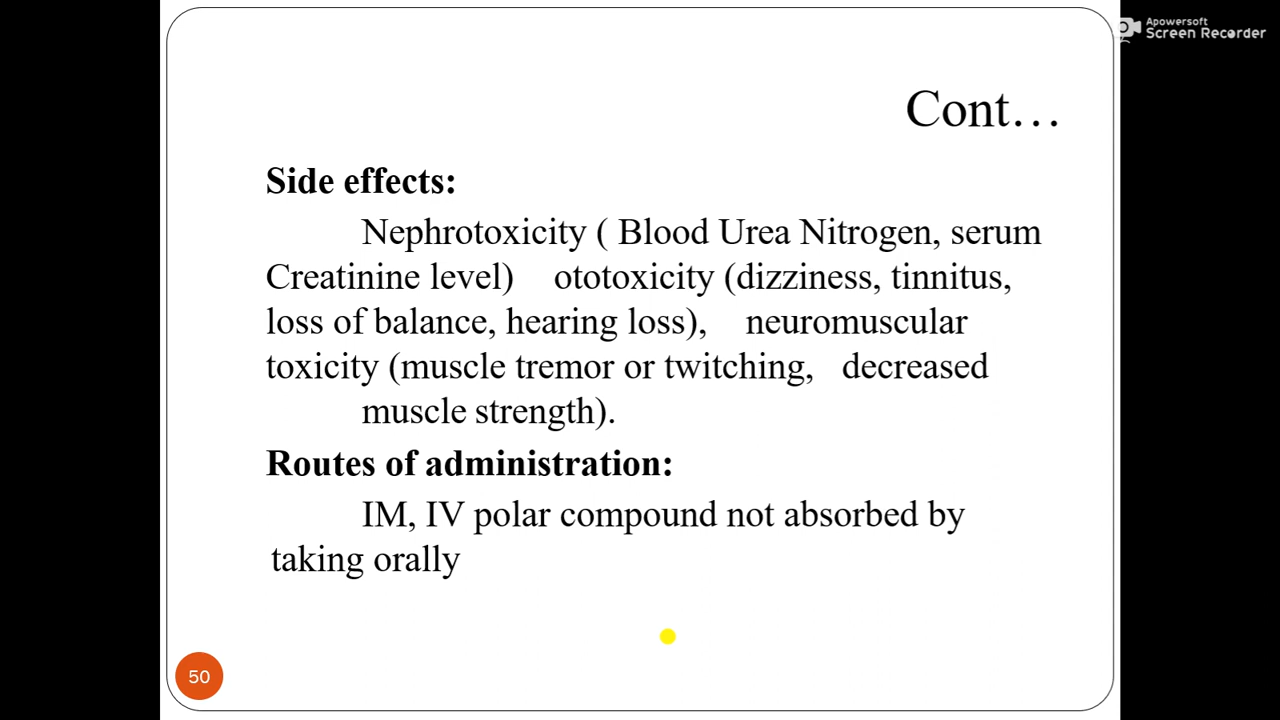 Apowersoft
Screen Recorder
Cont…
Side effects:
Nephrotoxicity ( Blood Urea Nitrogen, serum
Creatinine level) ototoxicity (dizziness, tinnitus,
loss of balance, hearing loss), neuromuscular
toxicity (muscle tremor or twitching, decreased
muscle strength).
Routes of administration:
IM, IV polar compound not absorbed by
taking orally
50